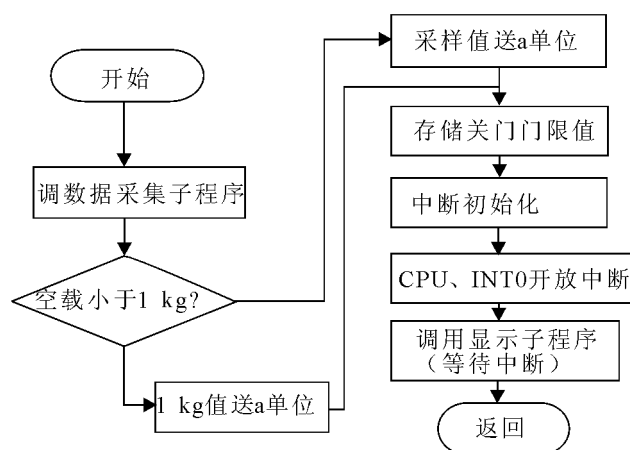 开始
调数据采集子程序
空载小于1 kg?
1 kg值送a单位
采样值送a单位
存储关门门限值
中断初始化
CPU、INT0开放中断
调用显示子程序
(等待中断)
返回